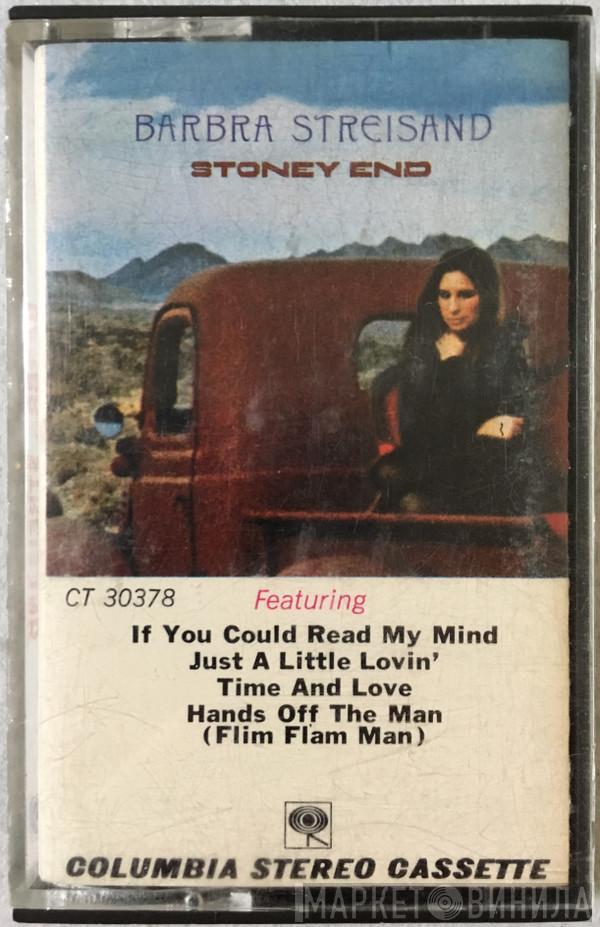 BARBRA STREISAND
STONEY END
CT 30378
Featuring
If You Could Read My Mind
Just A Little Lovin'
Time And Love
Hands Off The Man
(Flim Flam Man)
COLUMBIA STEREO CASSETTE
МАРКЕТ ВИНИЛА